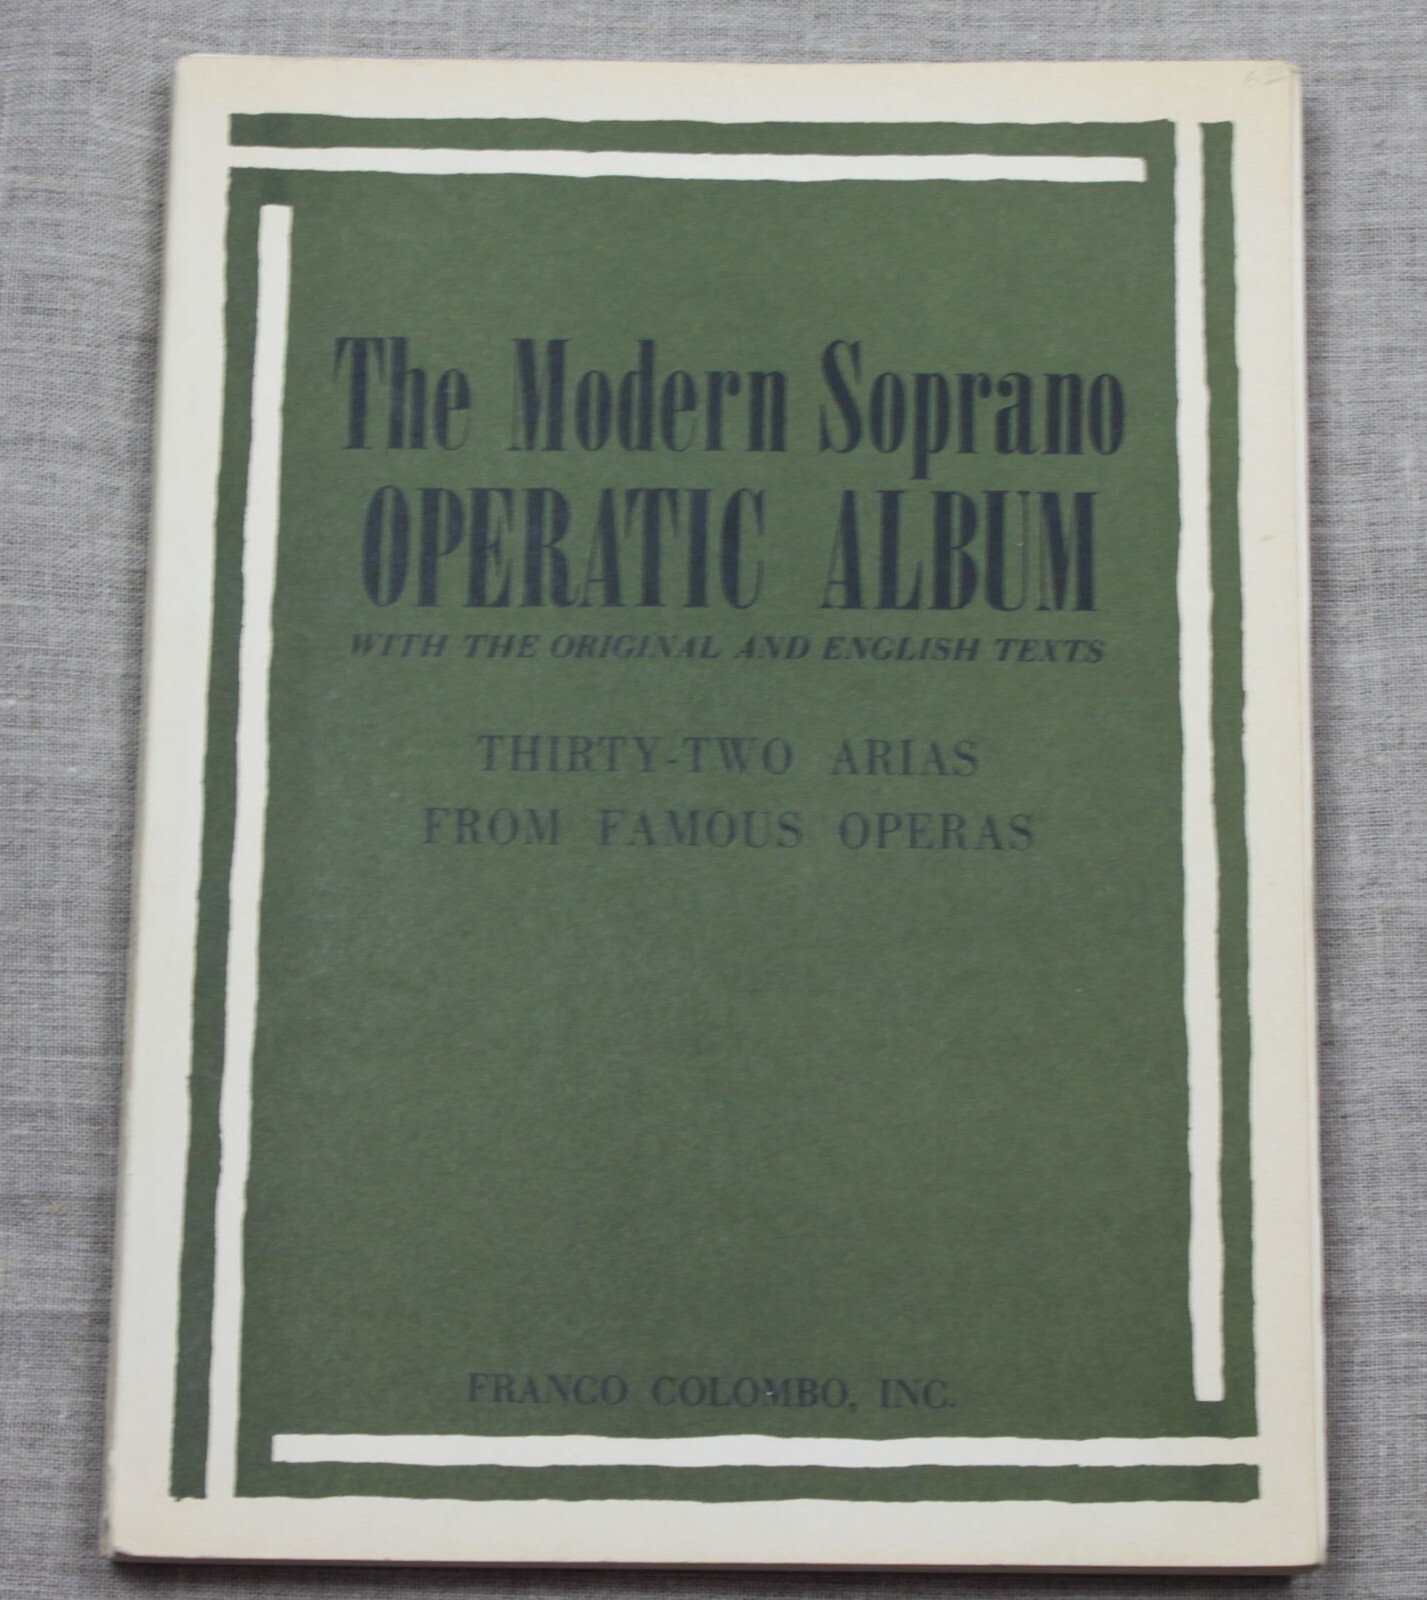 The Modern Soprano
OPERATIC ALBUM
WITH THE ORIGINAL AND ENGLISH TEXTS
THIRTY-TWO ARIAS
FROM FAMOUS OPERAS
FRANCO COLOMBO, INC.